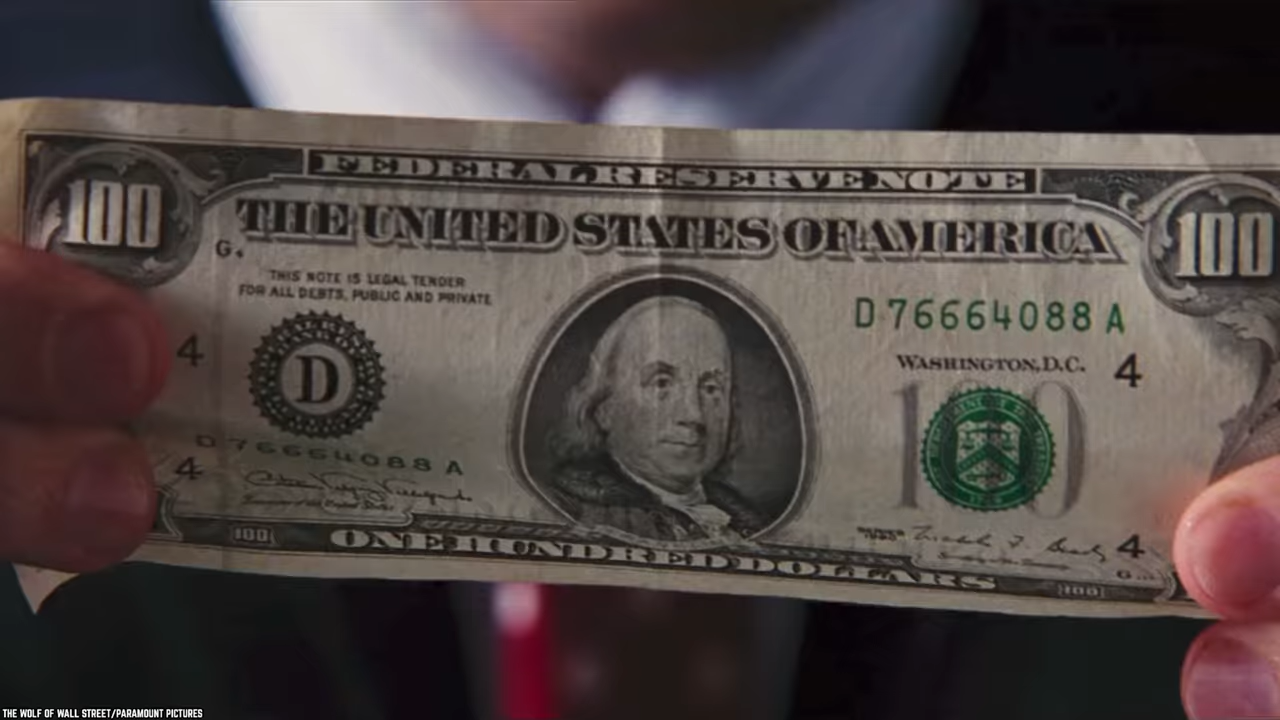 FEDERAL RESERVE NOTE
100
100
THE UNITED STATES OF AMERICA
G
THIS NOTE IS LEGAL TENDER
FOR ALL DEBTS, PUBLIC AND PRIVATE
D 76664088 A
WASHINGTON, D.C.
4
4
D
100
D 76664088 A
4
SERIES
4
100
ONE HUNDRED DOLLARS
G
100
THE WOLF OF WALL STREET/PARAMOUNT PICTURES